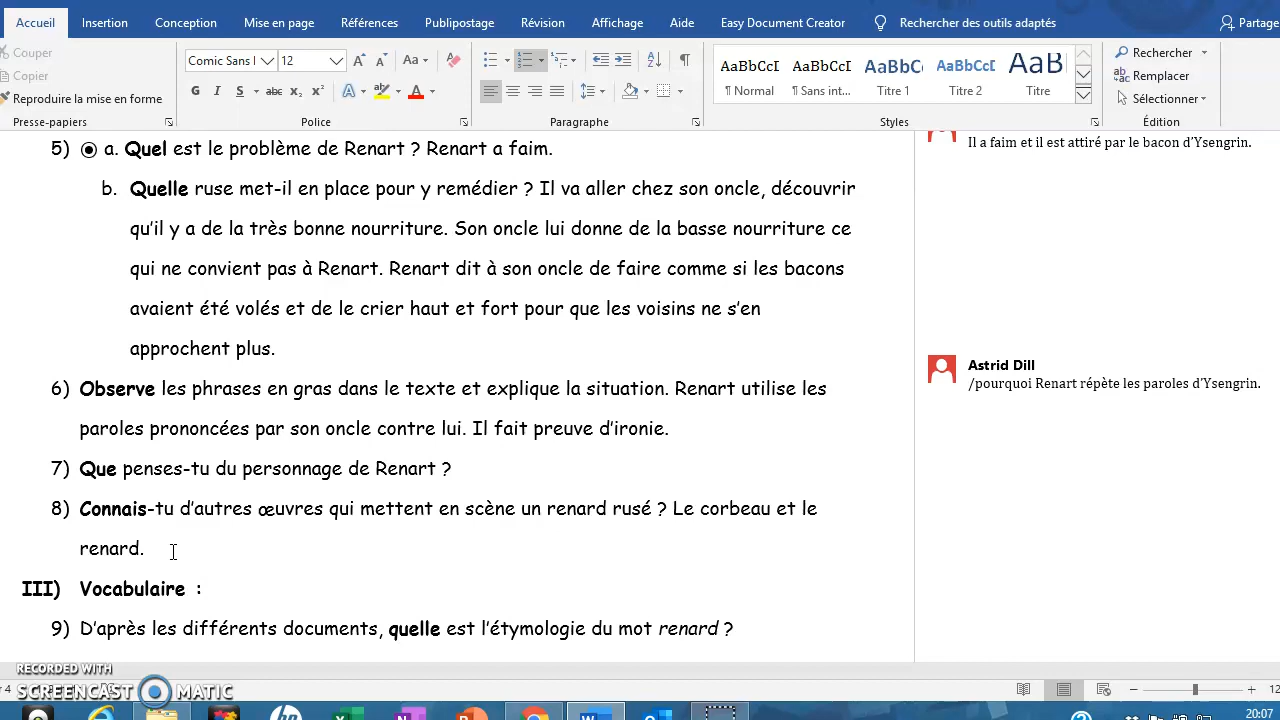 Accueil Insertion Conception Mise en page Références Publipostage Révision Affichage Aide Easy Document Creator Rechercher des outils adaptés Partage
Couper
Copier
Reproduire la mise en forme
Presse-papiers
Comic Sans 12
Aa
G I S abc x₂ x² A A
Police
Paragraphe
AaBbCcI AaBbCcI AaBbC AaBbCcD AaB
¶ Normal ¶ Sans int... Titre 1 Titre 2 Titre
Styles
Rechercher
Remplacer
Sélectionner
Édition
5) a. Quel est le problème de Renart ? Renart a faim.
b. Quelle ruse met-il en place pour y remédier ? Il va aller chez son oncle, découvrir
qu'il y a de la très bonne nourriture. Son oncle lui donne de la basse nourriture ce
qui ne convient pas à Renart. Renart dit à son oncle de faire comme si les bacons
avaient été volés et de le crier haut et fort pour que les voisins ne s'en
approchent plus.
6) Observe les phrases en gras dans le texte et explique la situation. Renart utilise les
paroles prononcées par son oncle contre lui. Il fait preuve d'ironie.
7) Que penses-tu du personnage de Renart ?
8) Connais-tu d'autres œuvres qui mettent en scène un renard rusé ? Le corbeau et le
renard.
III) Vocabulaire :
9) D'après les différents documents, quelle est l'étymologie du mot renard ?
Il a faim et il est attiré par le bacon d'Ysengrin.
Astrid Dill
/pourquoi Renart répète les paroles d'Ysengrin.
RECORDED WITH
SCREENCAST MATIC
12
20:07